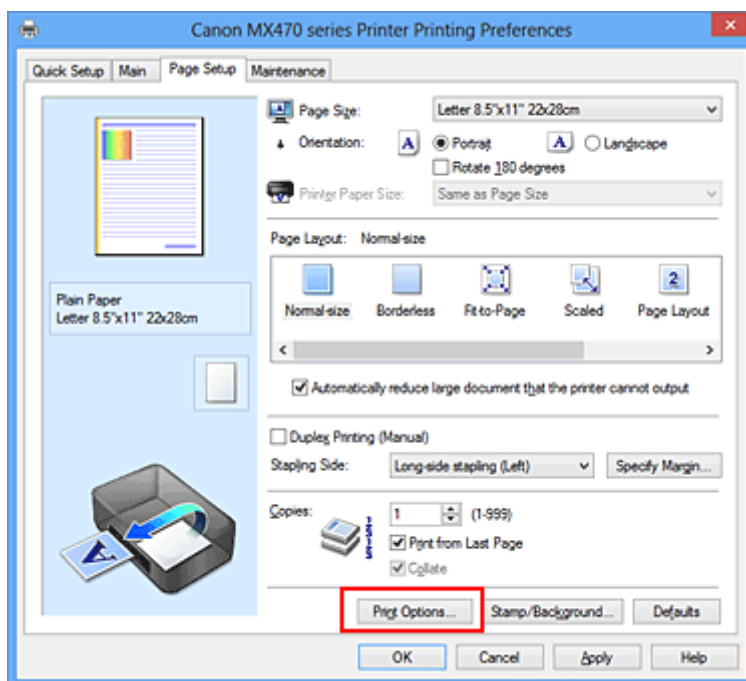 Canon MX470 series Printer Printing Preferences
Quick Setup Main Page Setup Maintenance
Page Size: Letter 8.5"x11" 22x28cm
Orientation: A Portrait A Landscape
Rotate 180 degrees
Printer Paper Size: Same as Page Size
Page Layout: Normal-size
2
Normal-size Borderless Fit-to-Page Scaled Page Layout
Automatically reduce large document that the printer cannot output
Plain Paper
Letter 8.5"x11" 22x28cm
Duplex Printing (Manual)
Stapling Side: Long-side stapling (Left) Specify Margin...
Copies: 1 (1-999)
Print from Last Page
Collate
A
Print Options... Stamp/Background... Defaults
OK Cancel Apply Help